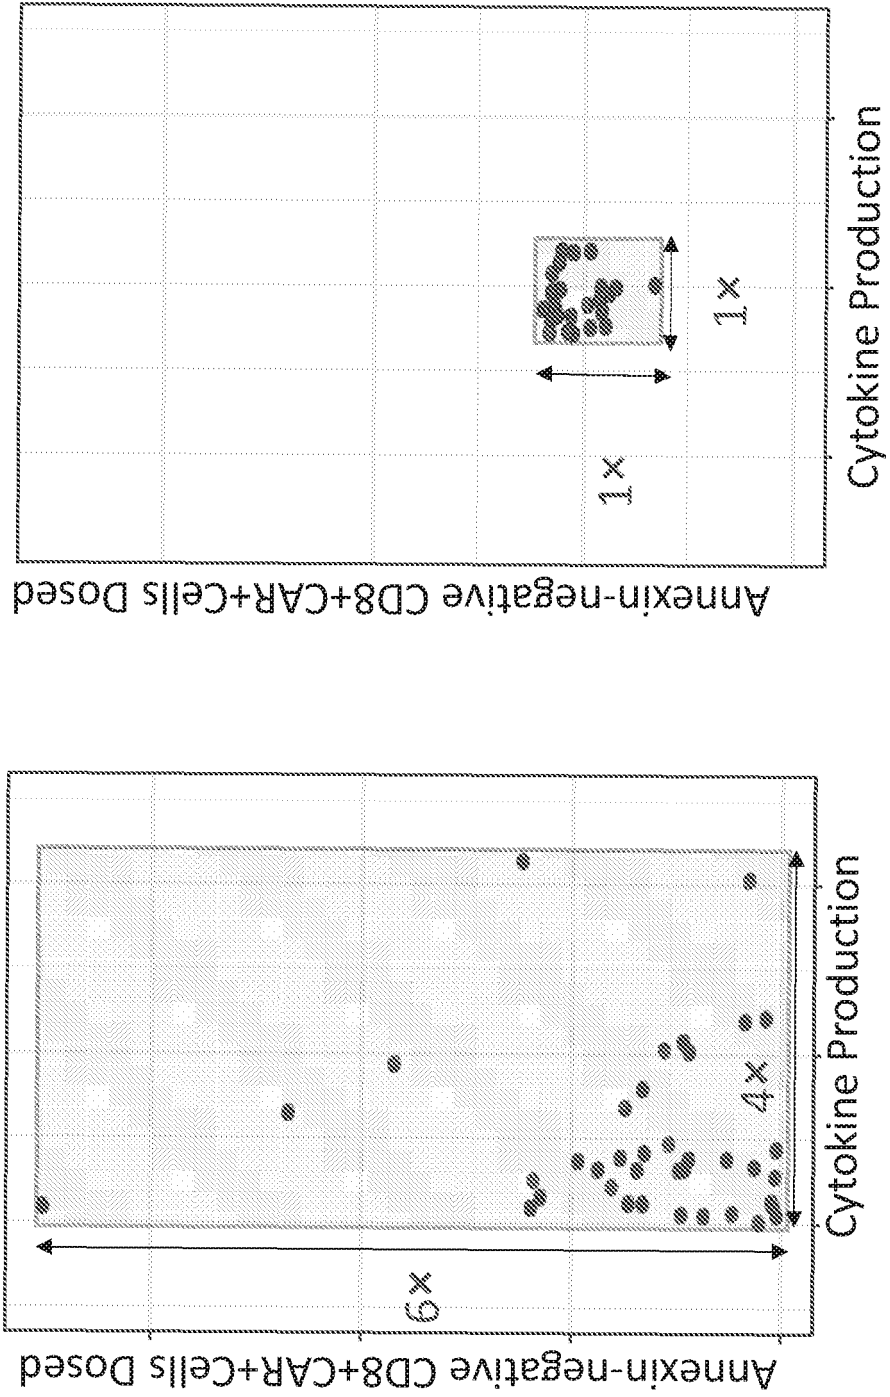 Annexin-negative CD8+CAR+Cells Dosed
6×
4×
Cytokine Production
Annexin-negative CD8+CAR+Cells Dosed
1×
1×
Cytokine Production